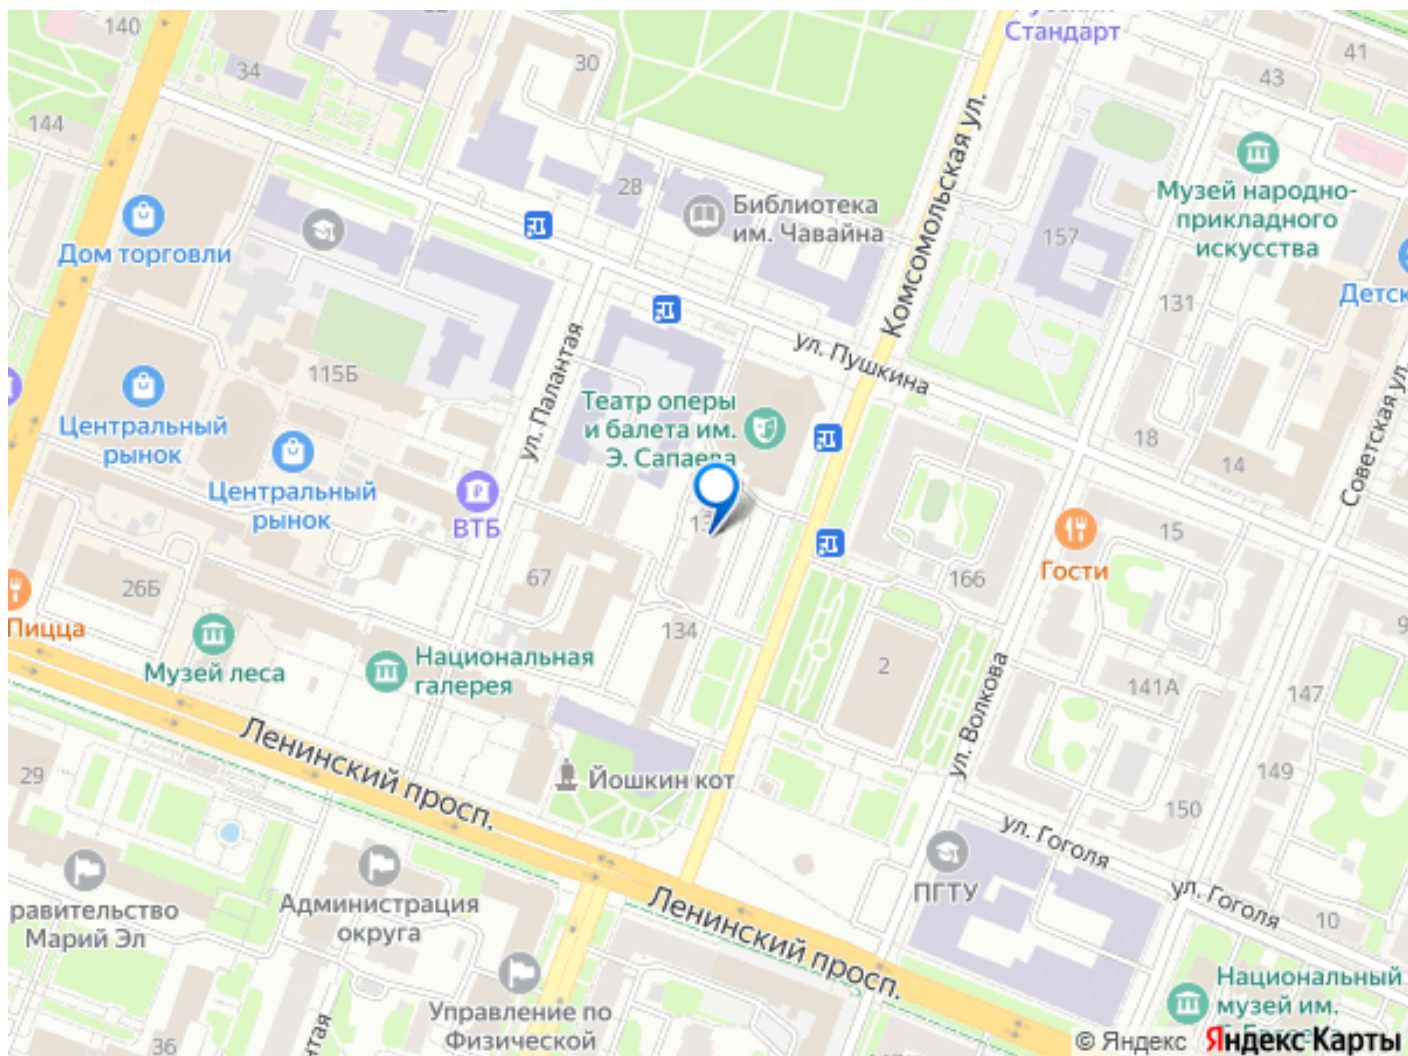 140
Русский
Стандарт
34
30
43
41
144
28
Библиотека
им. Чавайна
Комсомольская ул.
157
Музей народно-
прикладного
искусства
Дом торговли
131
Детск
ул. Пушкина
ул. Палантая
115Б
Театр оперы
и балета им.
Э. Сапаева
Центральный
рынок
Центральный
рынок
ВТБ
18
14
Советская ул.
15
Гости
166
67
26Б
Пицца
Музей леса
134
Национальная
галерея
2
ул. Волкова
141А
147
9
149
150
Ленинский просп.
29
Йошкин кот
ул. Гоголя
ул. Гоголя
ПГТУ
10
равительство
Марий Эл
Администрация
округа
Ленинский просп.
Управление по
Физической
36
нтая
Национальный
музей им.
© Яндекс Яндекс Карты